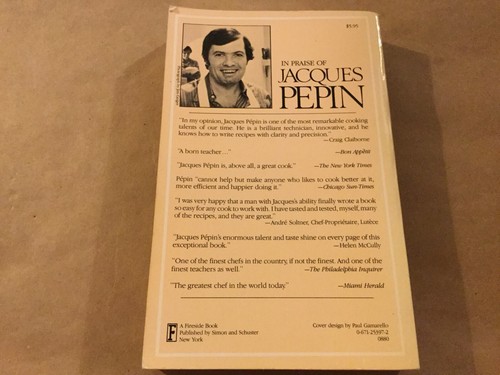 $5.95
IN PRAISE OF
JACQUES
PEPIN
"In my opinion, Jacques Pépin is one of the most remarkable cooking
talents of our time. He is a brilliant technician, innovative, and he
knows how to write recipes with clarity and precision."
—Craig Claiborne
"A born teacher...." —Bon Appétit
"Jacques Pépin is, above all, a great cook." —The New York Times
Pépin "cannot help but make anyone who likes to cook better at it,
more efficient and happier doing it." —Chicago Sun-Times
"I was very happy that a man with Jacques's ability finally wrote a book
so easy for any cook to work with. I have tasted and tested, myself, many
of the recipes, and they are great."
—André Soltner, Chef-Propriétaire, Lutèce
"Jacques Pépin's enormous talent and taste shine on every page of this
exceptional book." —Helen McCully
"One of the finest chefs in the country, if not the finest. And one of the
finest teachers as well." —The Philadelphia Inquirer
"The greatest chef in the world today." —Miami Herald
F
A Fireside Book
Published by Simon and Schuster
New York
Cover design by Paul Gamarello
0-671-25397-2
0880